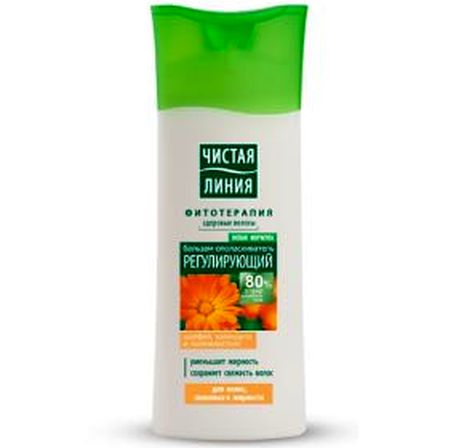 ЧИСТАЯ
ЛИНИЯ
ФИТОТЕРАПИЯ
здоровые волосы
бальзам-ополаскиватель
РЕГУЛИРУЮЩИЙ
80%
уменьшает жирность
сохраняет свежесть волос
для волос,
склонных к жирности